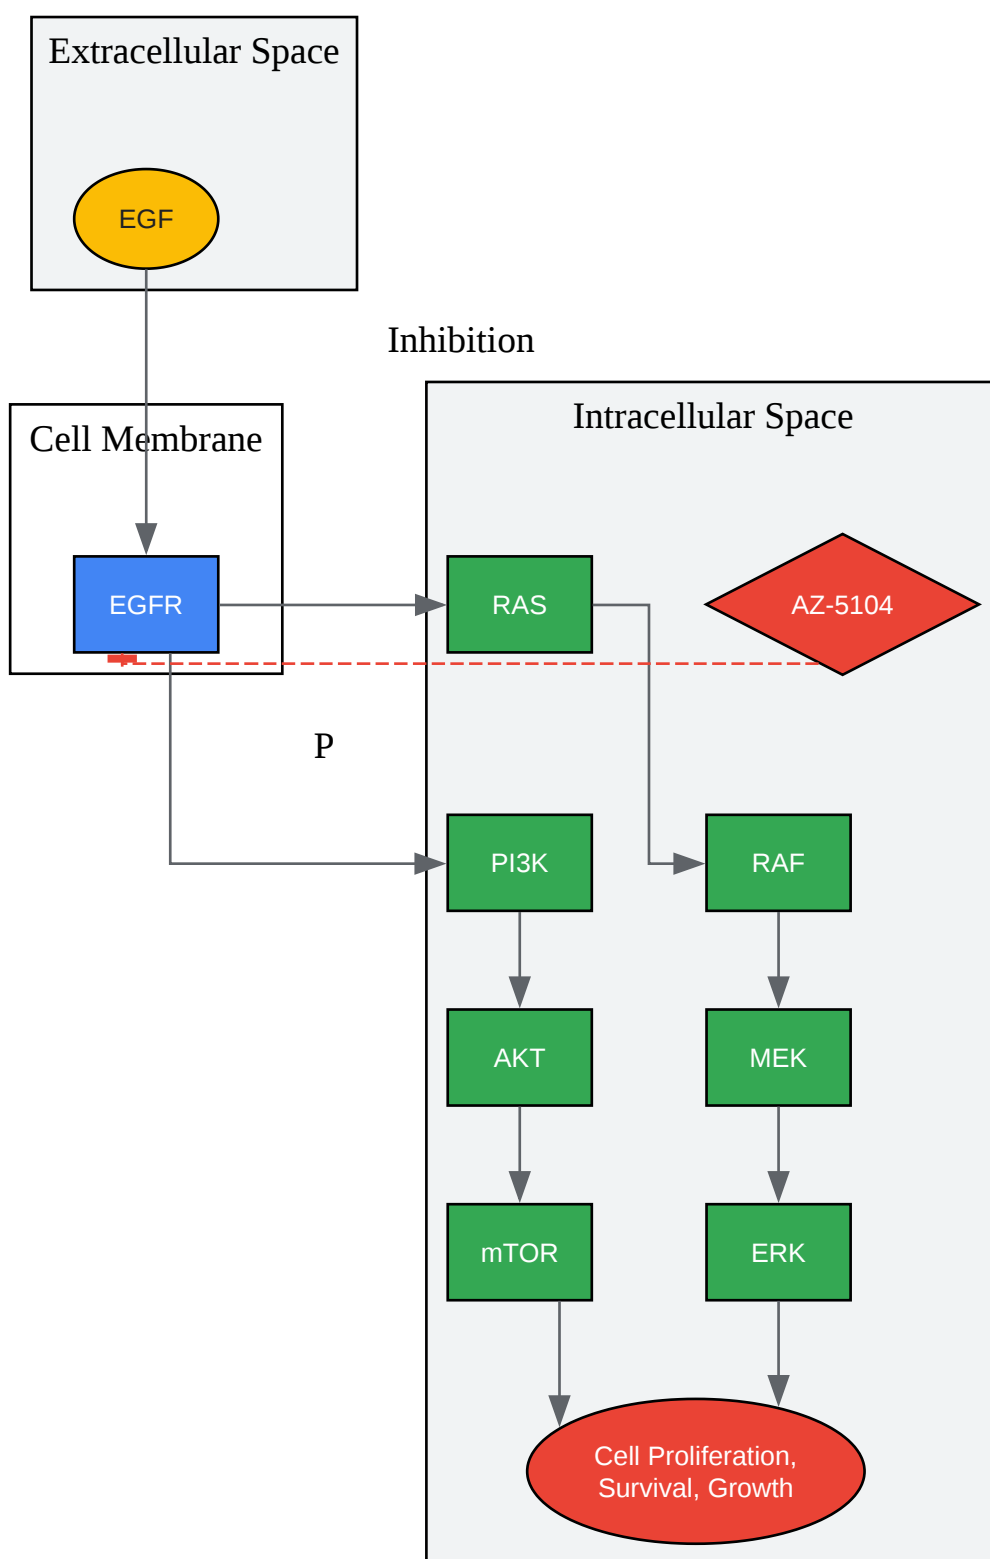 Extracellular Space
EGF
Inhibition
Cell Membrane
Intracellular Space
EGFR
RAS
AZ-5104
P
PI3K
RAF
AKT
MEK
mTOR
ERK
Cell Proliferation,
Survival, Growth